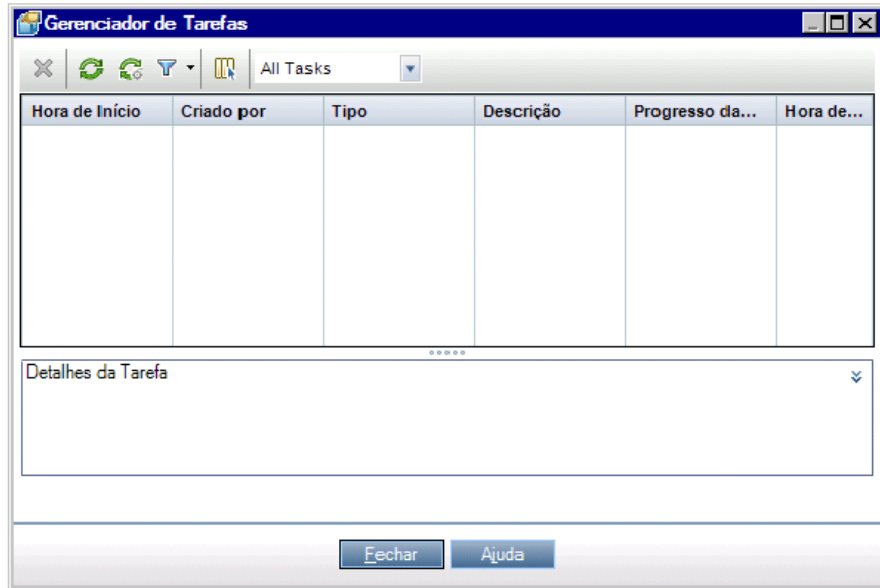 Gerenciador de Tarefas
All Tasks
Hora de Início Criado por Tipo Descrição Progresso da... Hora de...
Detalhes da Tarefa
Fechar Ajuda